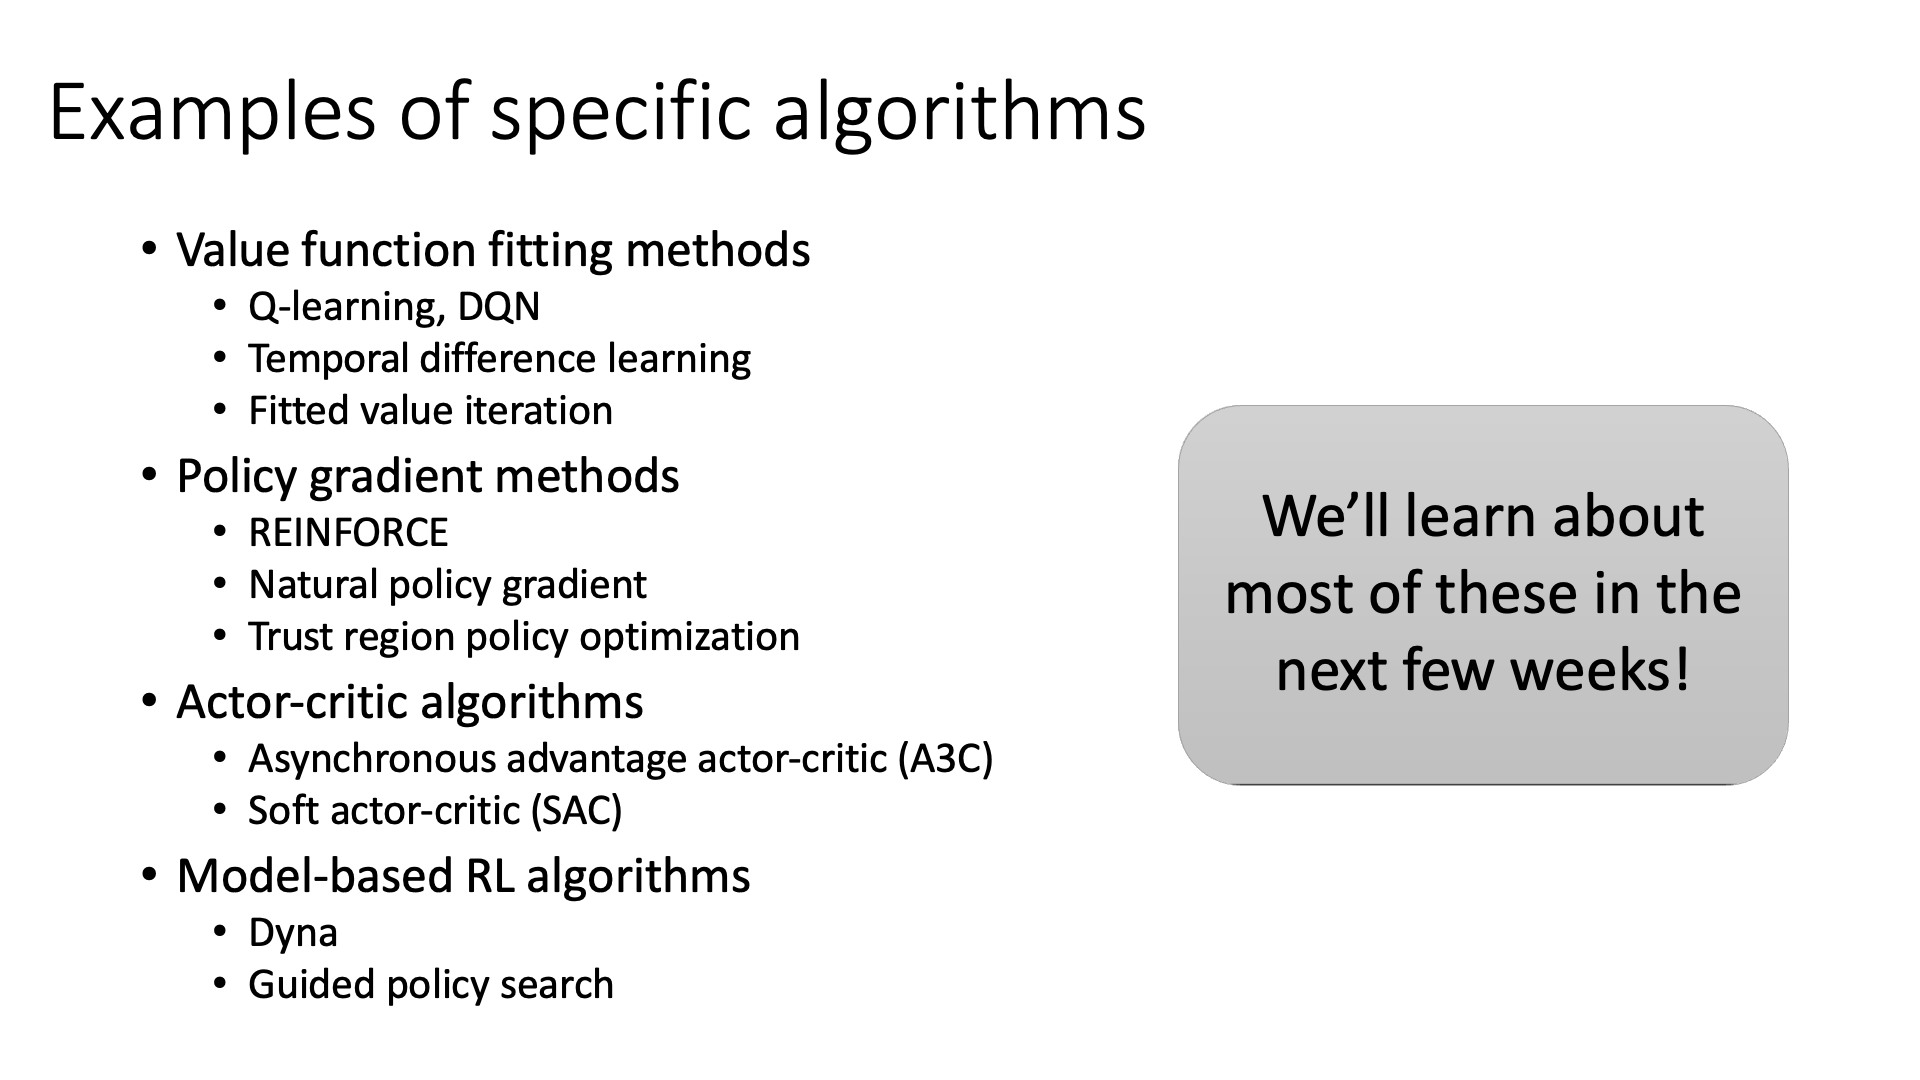 Examples of specific algorithms
• Value function fitting methods
• Q-learning, DQN
• Temporal difference learning
• Fitted value iteration
• Policy gradient methods
• REINFORCE
• Natural policy gradient
• Trust region policy optimization
• Actor-critic algorithms
• Asynchronous advantage actor-critic (A3C)
• Soft actor-critic (SAC)
• Model-based RL algorithms
• Dyna
• Guided policy search
We’ll learn about
most of these in the
next few weeks!